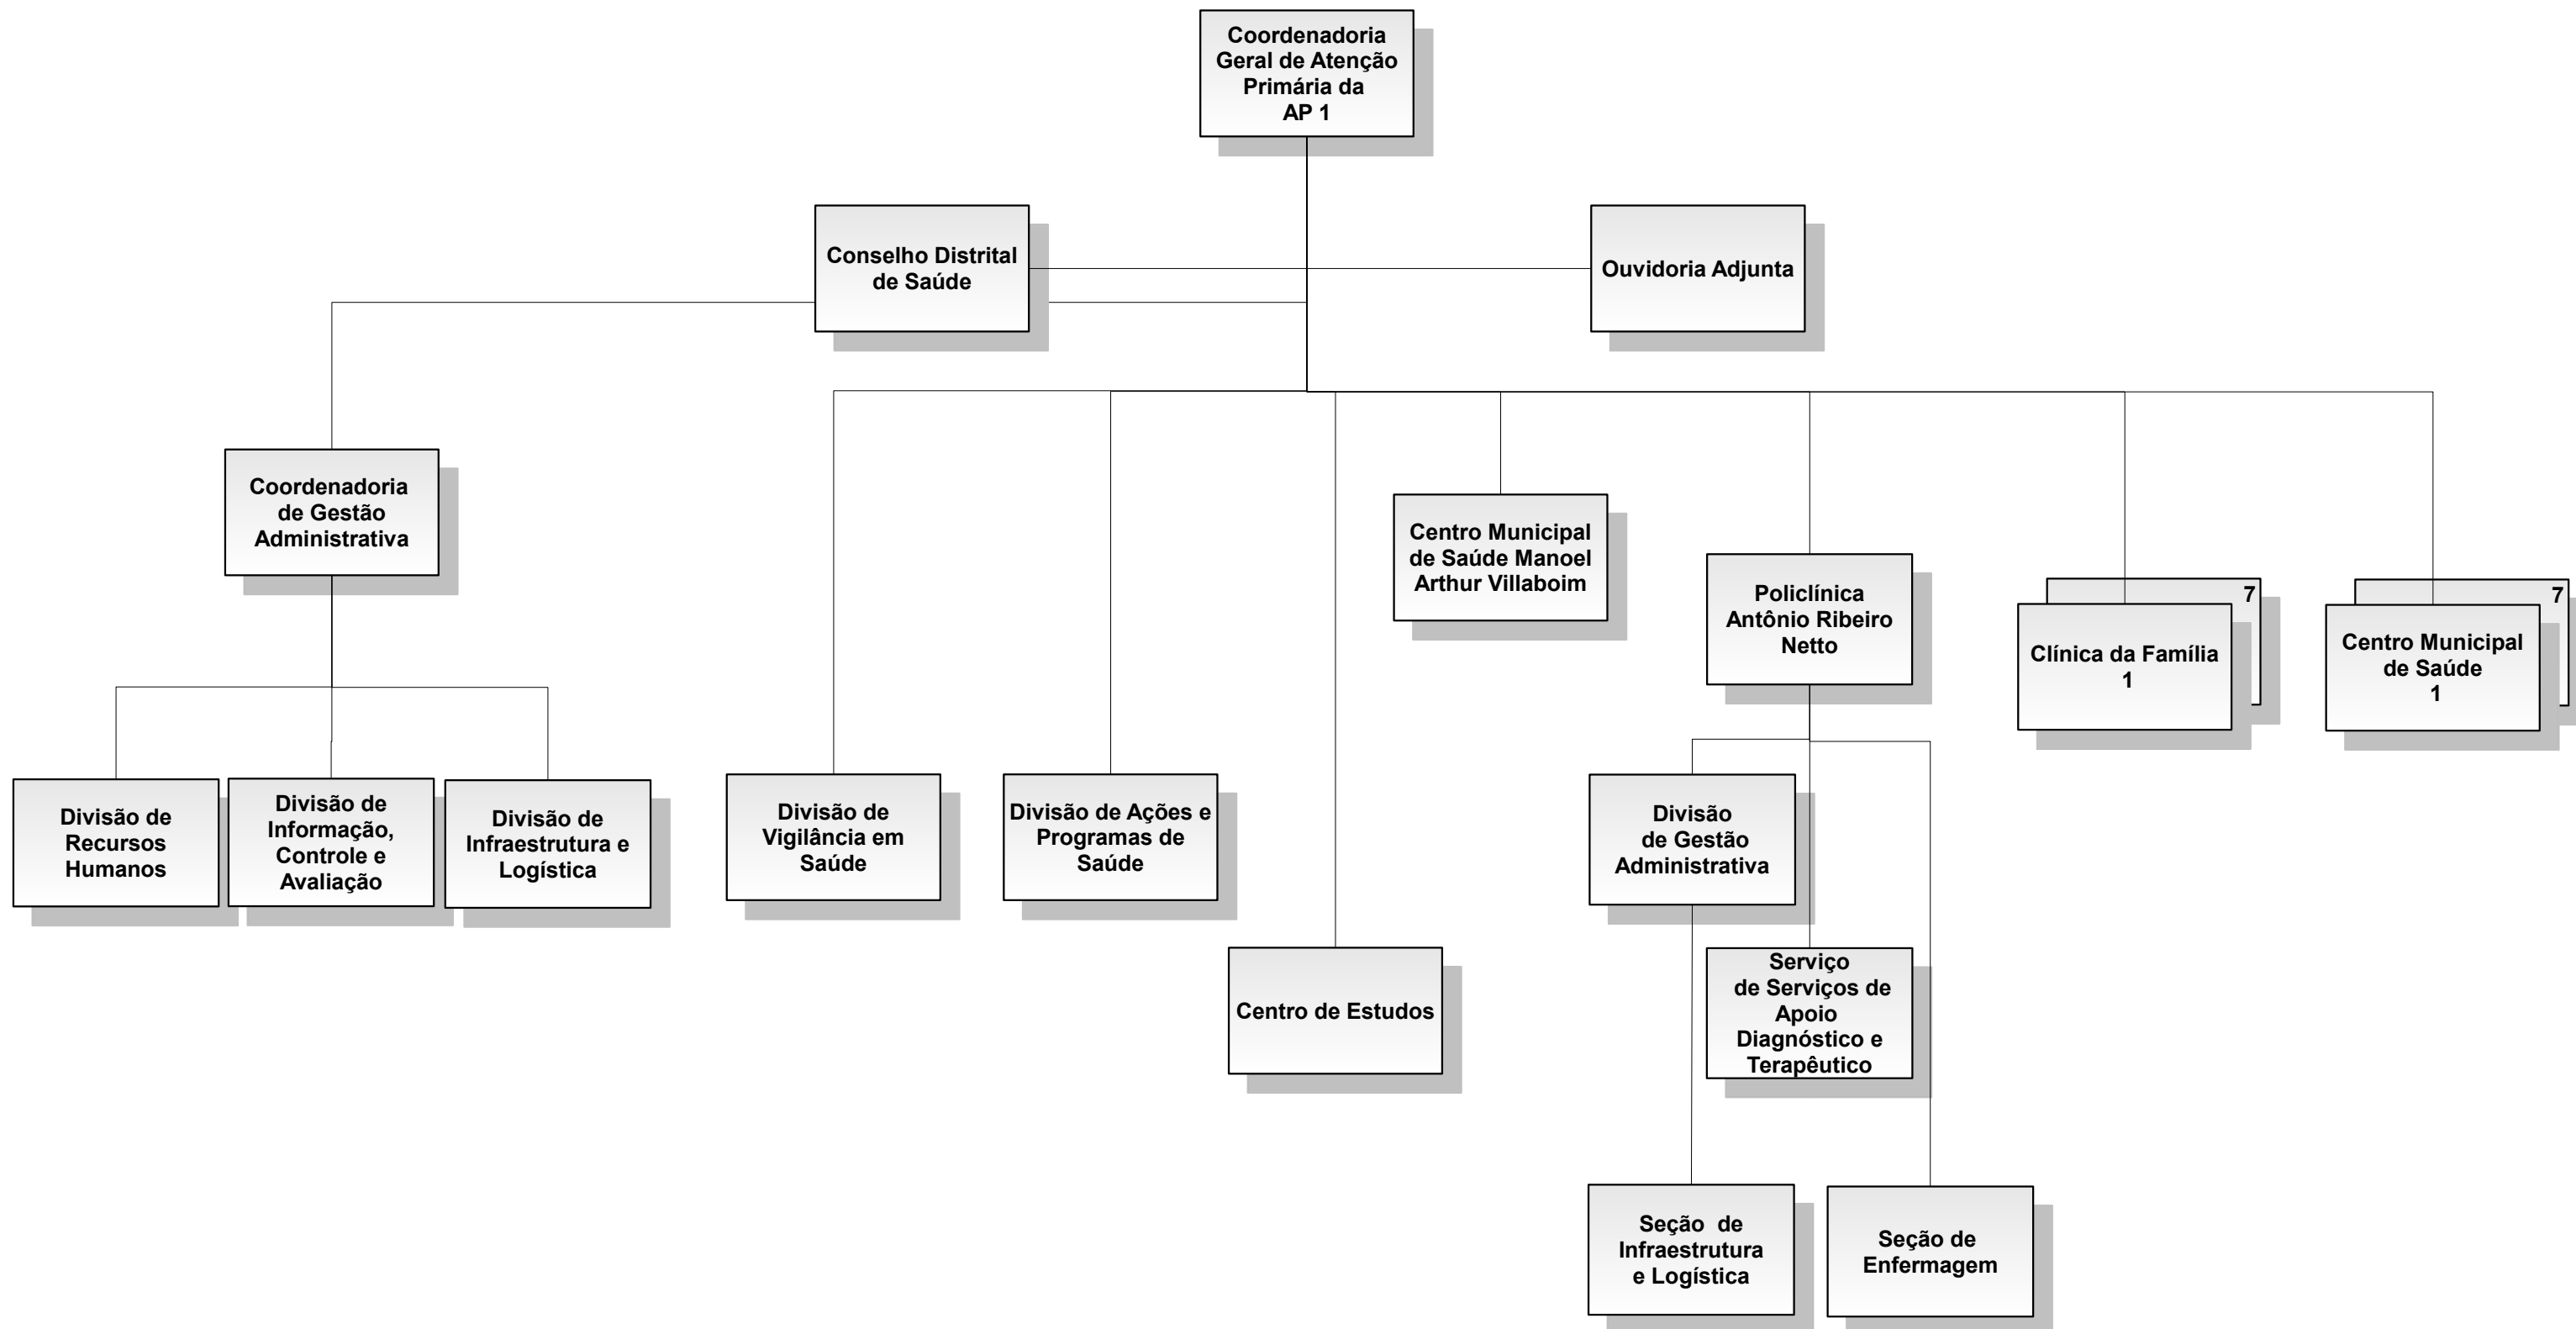 Coordenadoria
Geral de Atenção
Primária da
AP 1
Conselho Distrital
de Saúde
Ouvidoria Adjunta
Coordenadoria
de Gestão
Administrativa
Centro Municipal
de Saúde Manoel
Arthur Villaboim
Policlínica
Antônio Ribeiro
Netto
7
Clínica da Família
1
7
Centro Municipal
de Saúde
1
Divisão de
Recursos
Humanos
Divisão de
Informação,
Controle e
Avaliação
Divisão de
Infraestrutura e
Logística
Divisão de
Vigilância em
Saúde
Divisão de Ações e
Programas de
Saúde
Divisão
de Gestão
Administrativa
Centro de Estudos
Serviço
de Serviços de
Apoio
Diagnóstico e
Terapêutico
Seção de
Infraestrutura
e Logística
Seção de
Enfermagem